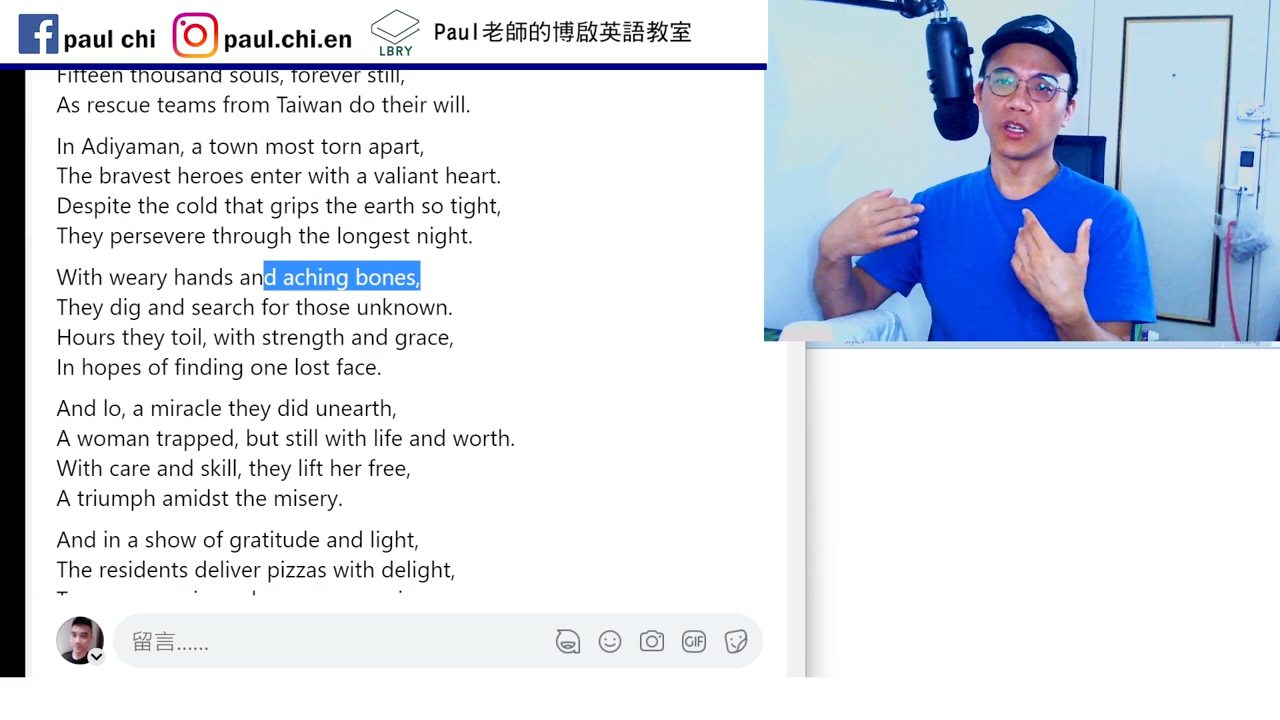 paul chi
paul.chi.en
LBRY
Paul老師的博啟英語教室
Fifteen thousand souls, forever still,
As rescue teams from Taiwan do their will.
In Adiyaman, a town most torn apart,
The bravest heroes enter with a valiant heart.
Despite the cold that grips the earth so tight,
They persevere through the longest night.
With weary hands and aching bones,
They dig and search for those unknown.
Hours they toil, with strength and grace,
In hopes of finding one lost face.
And lo, a miracle they did unearth,
A woman trapped, but still with life and worth.
With care and skill, they lift her free,
A triumph amidst the misery.
And in a show of gratitude and light,
The residents deliver pizzas with delight,
留言......
GIF